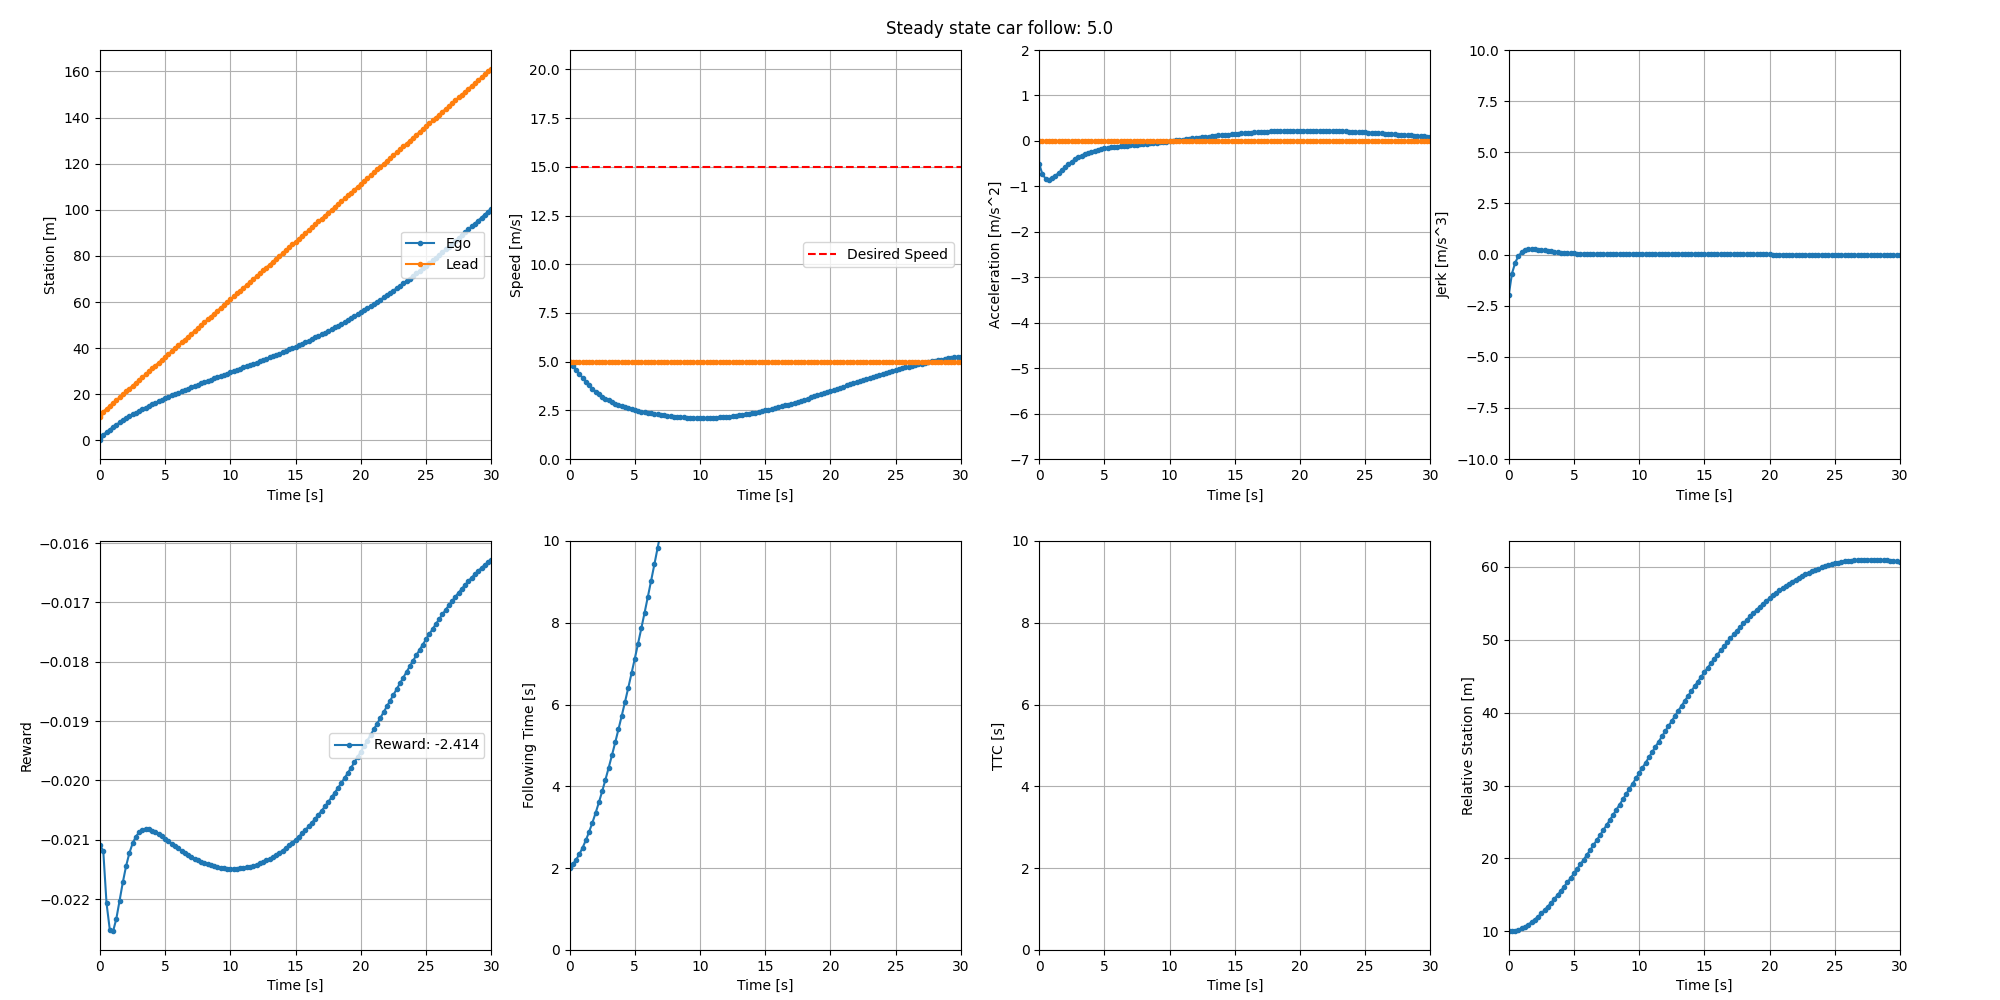 Steady state car follow: 5.0
160
140
120
100
80
60
40
20
0
Station [m]
Ego
Lead
0 5 10 15 20 25 30
Time [s]
20.0
17.5
15.0
12.5
10.0
7.5
5.0
2.5
0.0
Speed [m/s]
Desired Speed
0 5 10 15 20 25 30
Time [s]
2
1
0
−1
−2
−3
−4
−5
−6
−7
Acceleration [m/s^2]
0 5 10 15 20 25 30
Time [s]
10.0
7.5
5.0
2.5
0.0
−2.5
−5.0
−7.5
−10.0
Jerk [m/s^3]
0 5 10 15 20 25 30
Time [s]
−0.016
−0.017
−0.018
−0.019
−0.020
−0.021
−0.022
Reward
Reward: -2.414
0 5 10 15 20 25 30
Time [s]
10
8
6
4
2
0
Following Time [s]
0 5 10 15 20 25 30
Time [s]
10
8
6
4
2
0
TTC [s]
0 5 10 15 20 25 30
Time [s]
60
50
40
30
20
10
Relative Station [m]
0 5 10 15 20 25 30
Time [s]